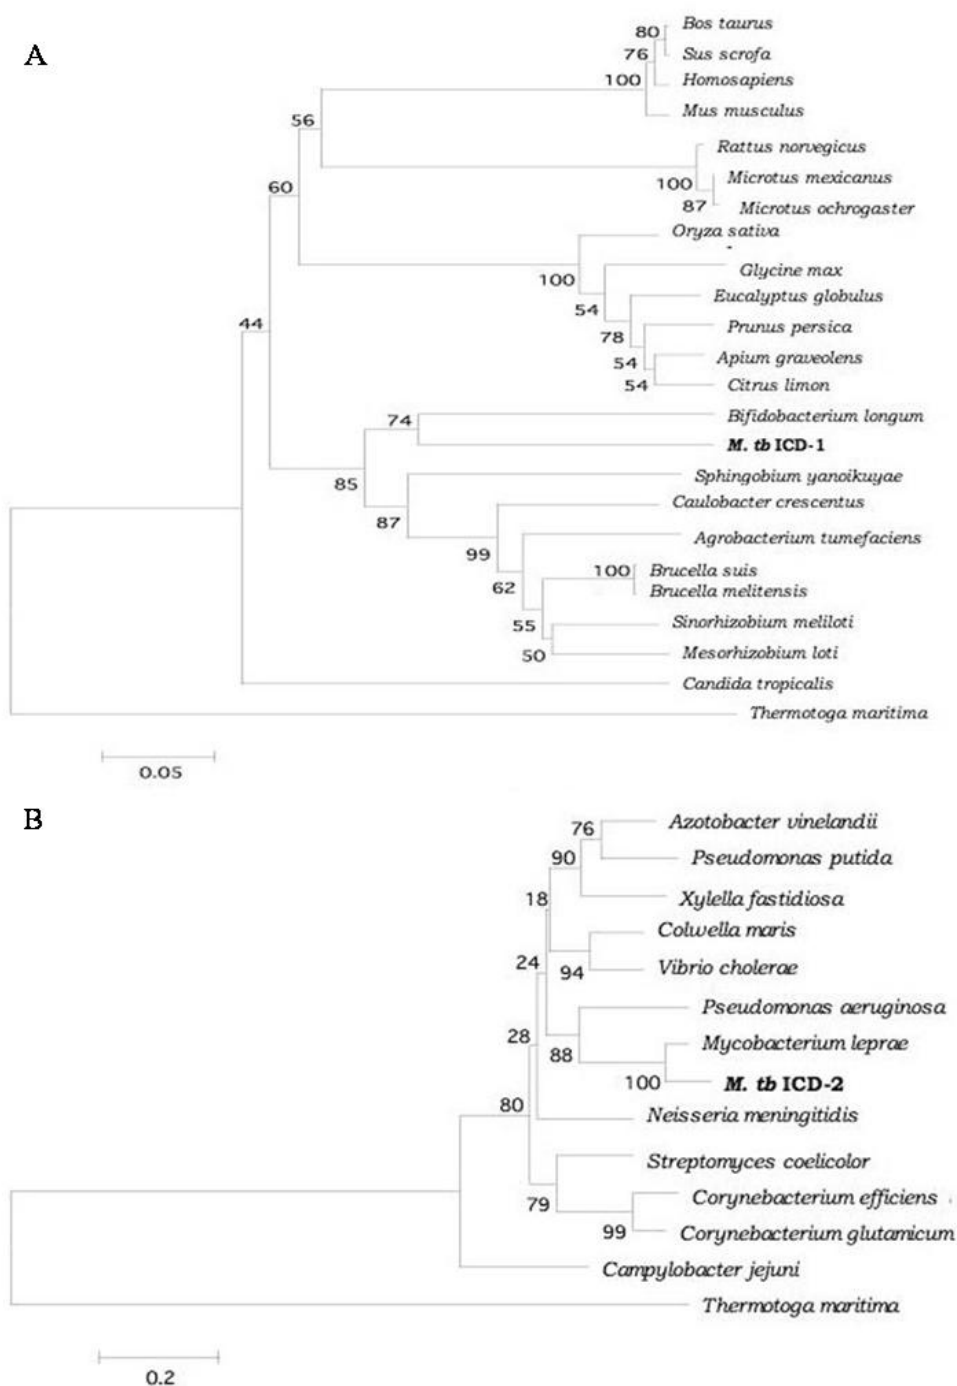 A
80 Bos taurus
76 Sus scrofa
100 Homosapiens
Mus musculus
56
Rattus norvegicus
100 Microtus mexicanus
60
87 Microtus ochrogaster
Oryza sativa
100 Glycine max
Eucalyptus globulus
54
44 Prunus persica
78
Apium graveolens
54
54 Citrus limon
74 Bifidobacterium longum
M. tb ICD-1
85 Sphingobium yanoikuyae
Caulobacter crescentus
87
Agrobacterium tumefaciens
99
100 Brucella suis
62 Brucella melitensis
55 Sinorhizobium meliloti
50 Mesorhizobium loti
Candida tropicalis
Thermotoga maritima
0.05
B
76 Azotobacter vinelandii
90 Pseudomonas putida
18 Xylella fastidiosa
Colwella maris
24 94 Vibrio cholerae
Pseudomonas aeruginosa
28 88 Mycobacterium leprae
100 M. tb ICD-2
80 Neisseria meningitidis
Streptomyces coelicolor
79 Corynebacterium efficiens
99 Corynebacterium glutamicum
Campylobacter jejuni
Thermotoga maritima
0.2